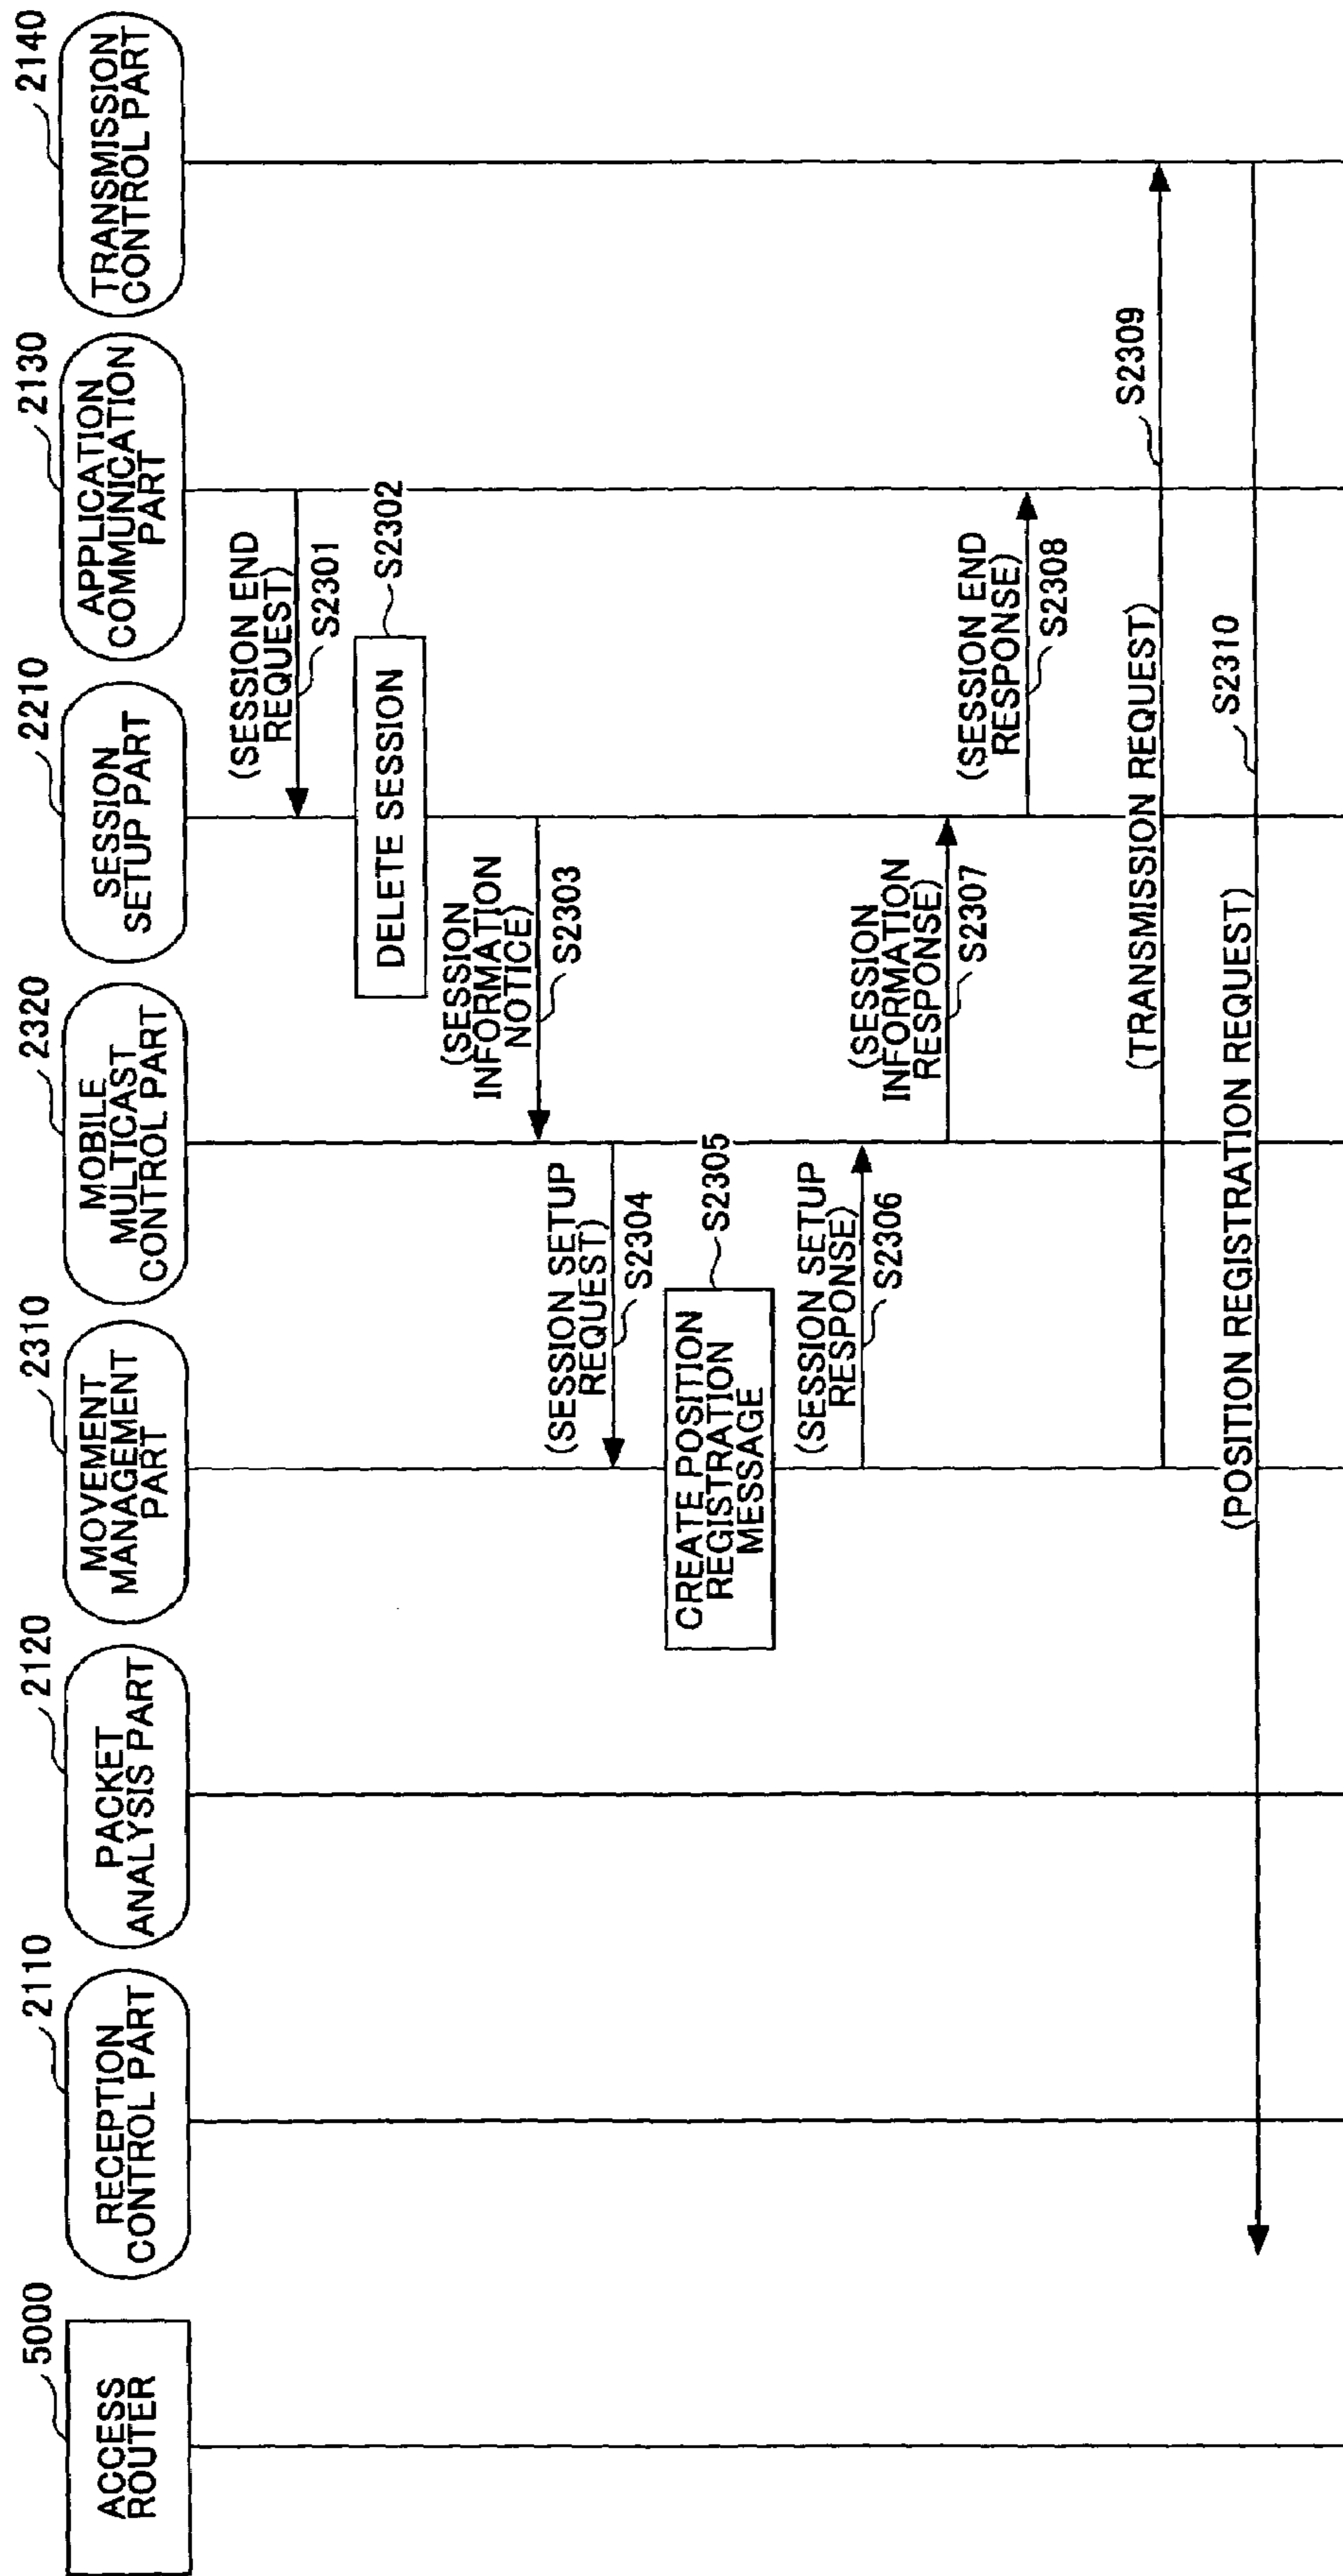 5000
ACCESS
ROUTER
2110
RECEPTION
CONTROL PART
2120
PACKET
ANALYSIS PART
2310
MOVEMENT
MANAGEMENT
PART
2320
MOBILE
MULTICAST
CONTROL PART
2210
SESSION
SETUP PART
2130
APPLICATION
COMMUNICATION
PART
2140
TRANSMISSION
CONTROL PART
(SESSION END
REQUEST)
S2301
DELETE SESSION
S2302
(SESSION
INFORMATION
NOTICE)
S2303
(SESSION SETUP
REQUEST)
S2304
CREATE POSITION
REGISTRATION
MESSAGE
S2305
(SESSION SETUP
RESPONSE)
S2306
(SESSION
INFORMATION
RESPONSE)
S2307
(SESSION END
RESPONSE)
S2308
(TRANSMISSION REQUEST)
S2309
(POSITION REGISTRATION REQUEST)
S2310